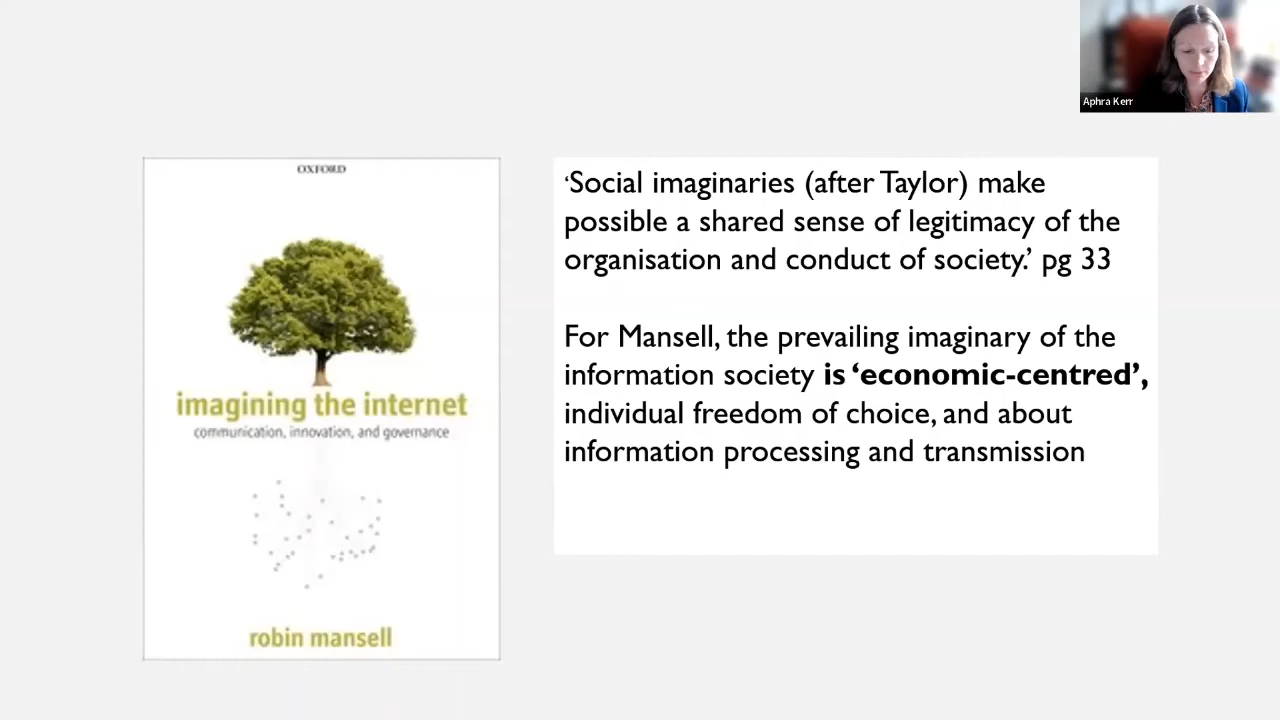 Aphra Kerr
OXFORD
imagining the internet
communication, innovation, and governance
robin mansell
‘Social imaginaries (after Taylor) make
possible a shared sense of legitimacy of the
organisation and conduct of society.’ pg 33
For Mansell, the prevailing imaginary of the
information society is ‘economic-centred’,
individual freedom of choice, and about
information processing and transmission